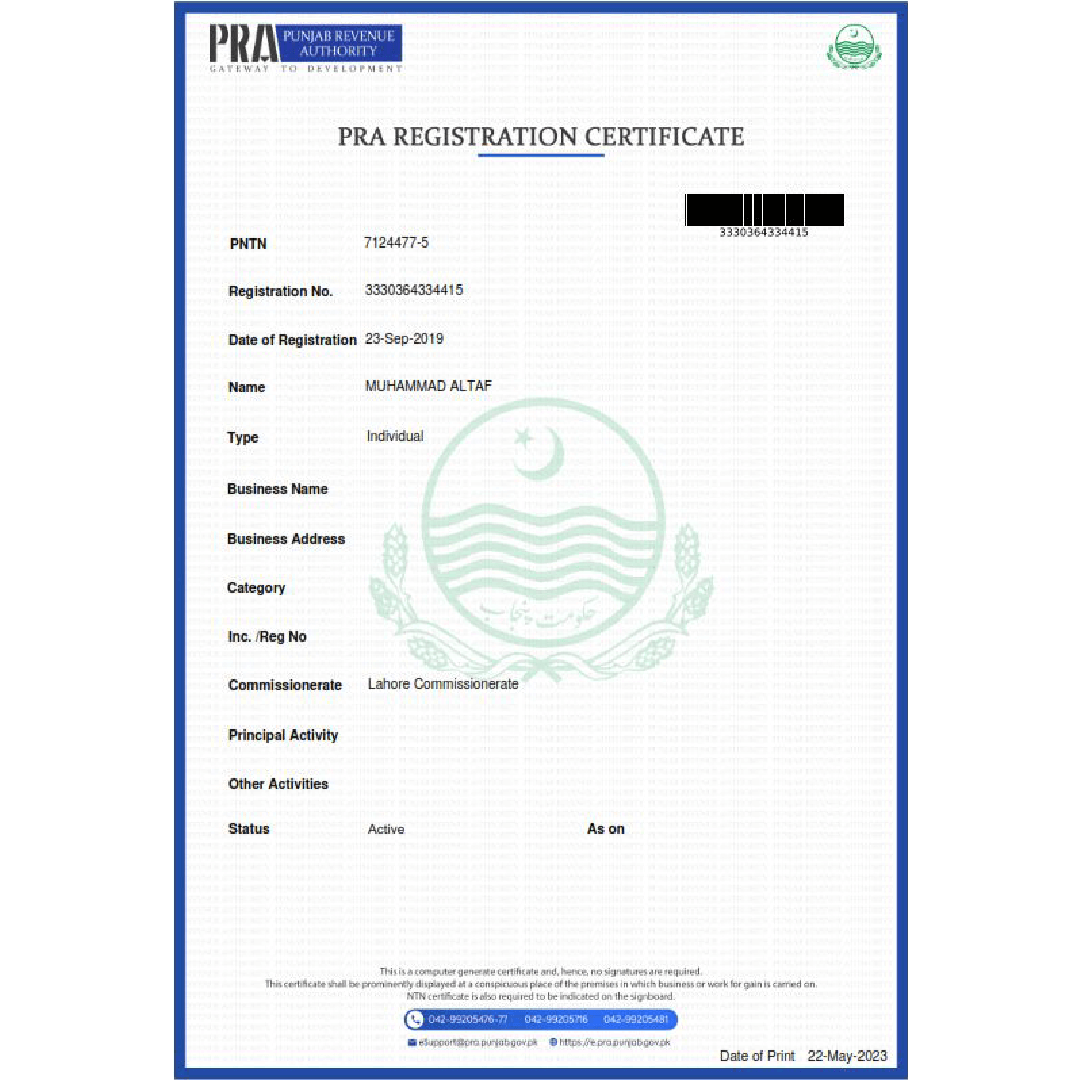 PRA PUNJAB REVENUE AUTHORITY
GATEWAY TO DEVELOPMENT
PRA REGISTRATION CERTIFICATE
3330364334415
PNTN 7124477-5
Registration No. 3330364334415
Date of Registration 23-Sep-2019
Name MUHAMMAD ALTAF
Type Individual
Business Name
Business Address
Category
حکومت پنجاب
Inc. /Reg No
Commissionerate Lahore Commissionerate
Principal Activity
Other Activities
Status Active As on
This is a computer generate certificate and, hence, no signatures are required.
This certificate shall be prominently displayed at a conspicuous place of the premises in which business or work for gain is carried on.
NTN certificate is also required to be indicated on the signboard.
042-99205476-77 042-99205716 042-99205481
eSupport@pra.punjab.gov.pk https://e.pra.punjab.gov.pk
Date of Print 22-May-2023